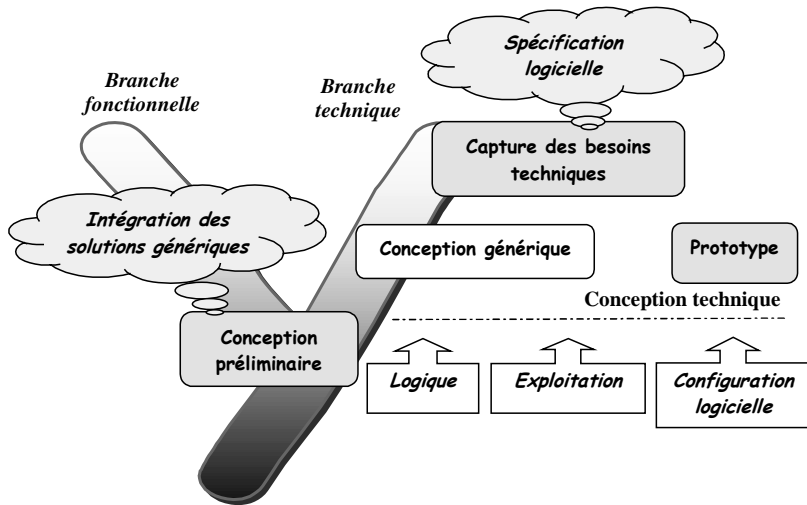 Spécification
logicielle
Branche
fonctionnelle
Branche
technique
Capture des besoins
techniques
Intégration des
solutions génériques
Conception générique
Prototype
Conception technique
Conception
préliminaire
Logique
Exploitation
Configuration
logicielle